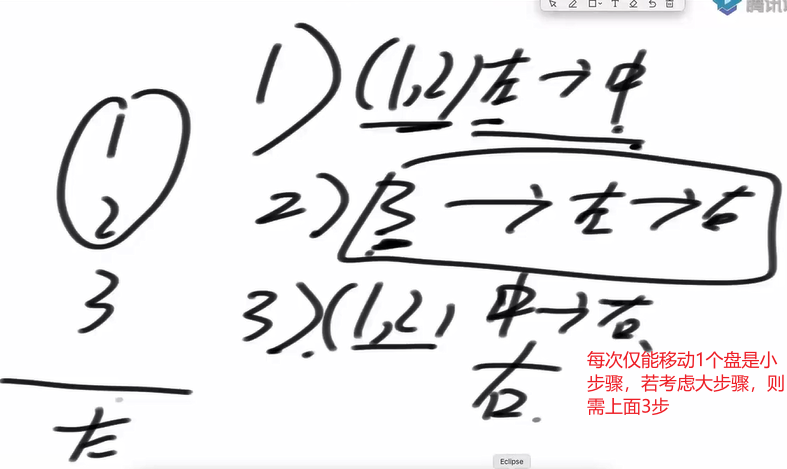 腾讯
1) (1,2) 左→中
1
2
2) 3 → 左→右
3
3) (1,2, 中→右
右
每次仅能移动1个盘是小
步骤，若考虑大步骤，则
需上面3步
左
Eclipse